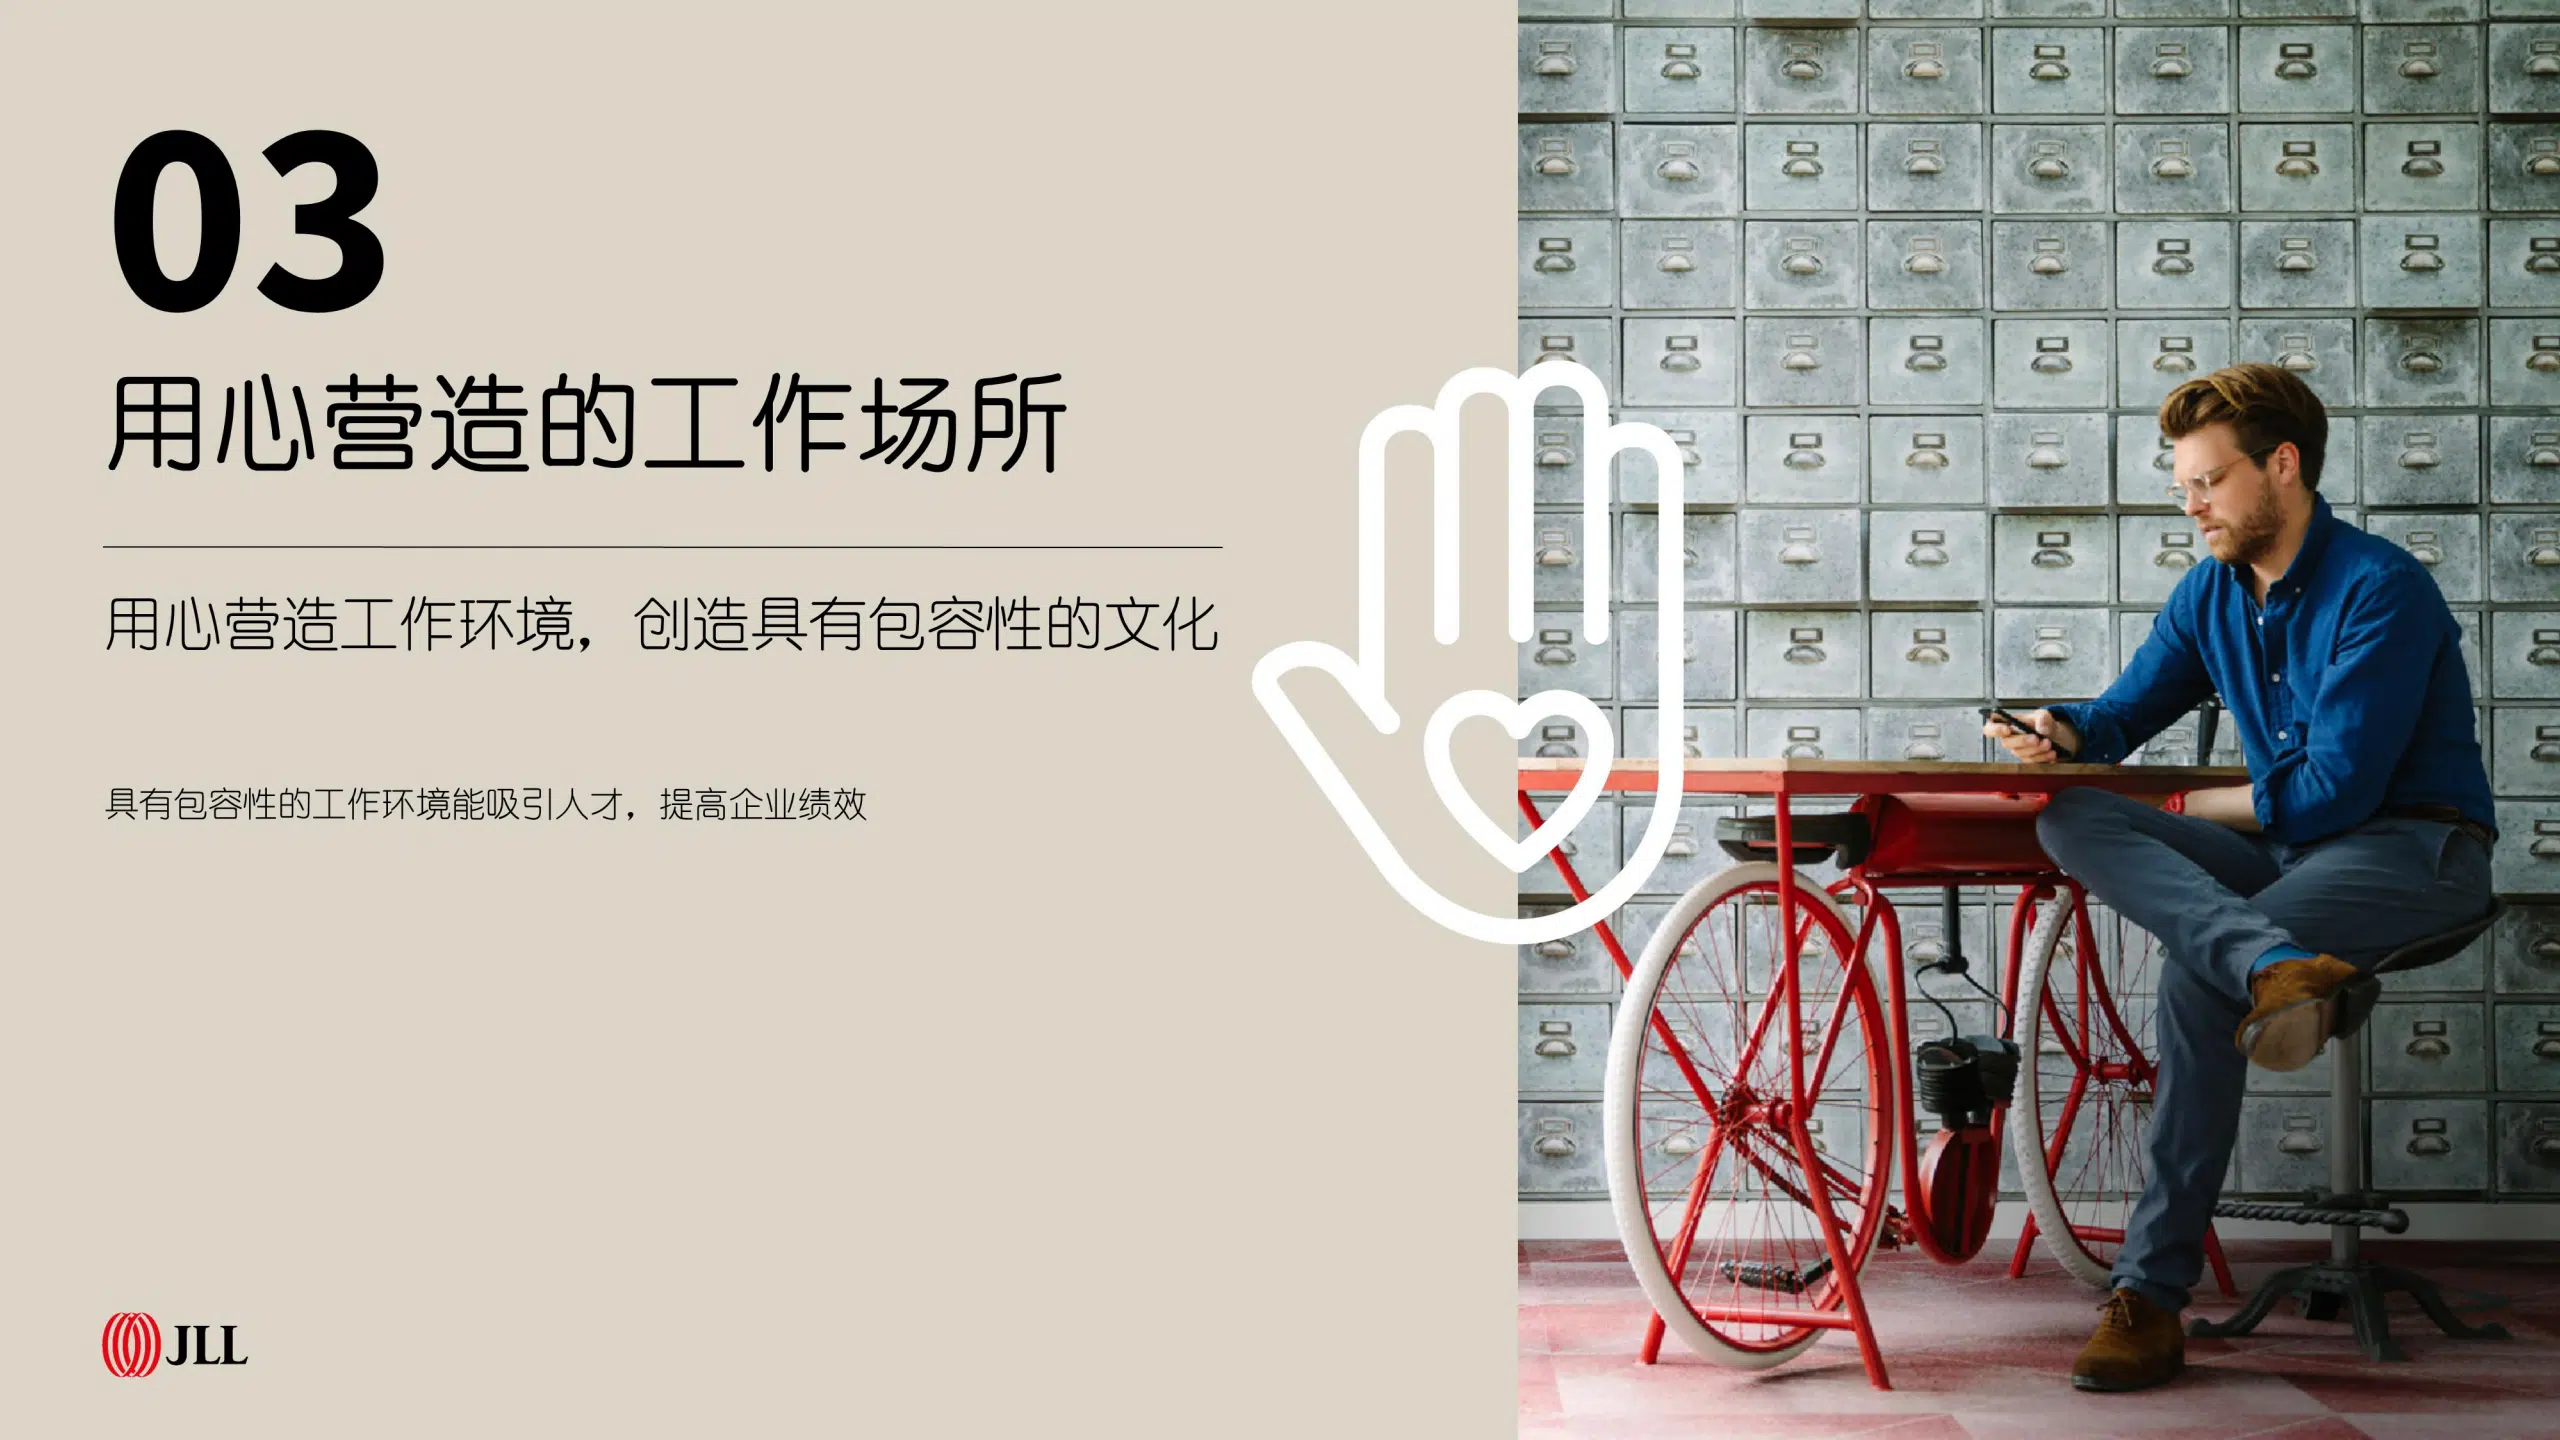 03
用心营造的工作场所
用心营造工作环境，创造具有包容性的文化
具有包容性的工作环境能吸引人才，提高企业绩效
JLL